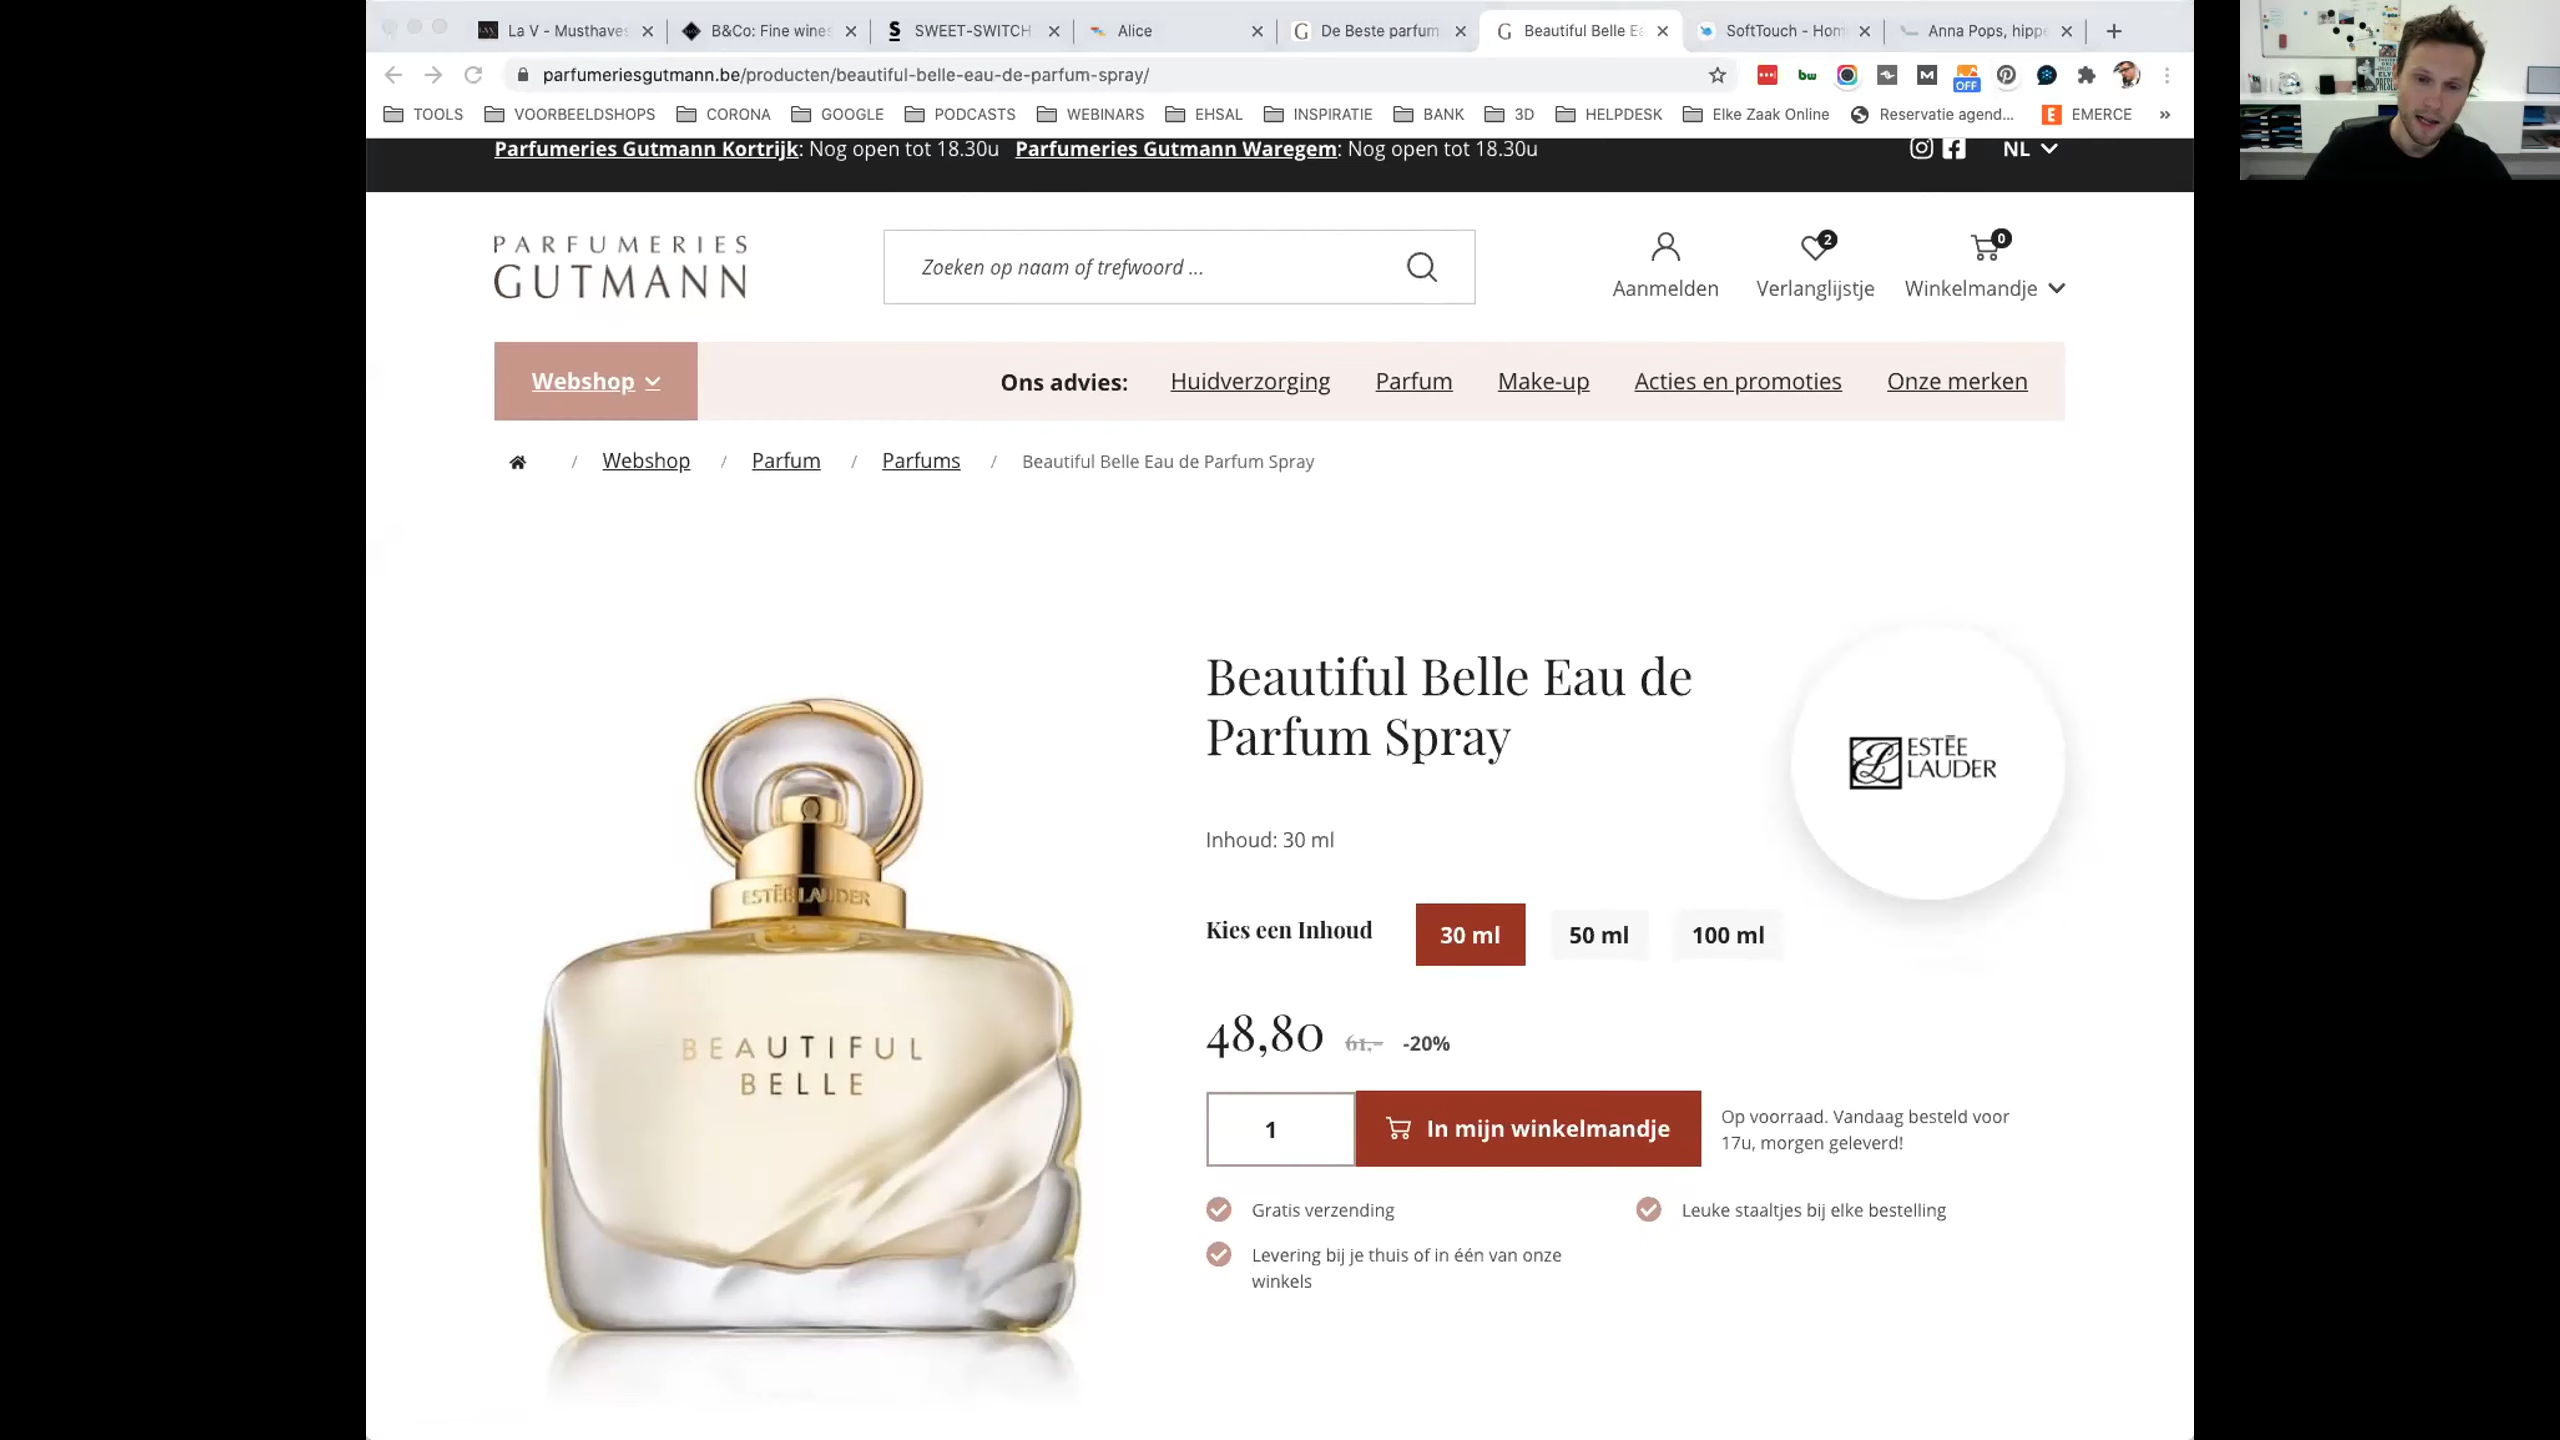 La V - Musthaves
B&Co: Fine wines
SWEET-SWITCH
Alice
De Beste parfum
Beautiful Belle Ea
SoftTouch - Hom
Anna Pops, hippe
parfumeriesgutmann.be/producten/beautiful-belle-eau-de-parfum-spray/
OFF
TOOLS VOORBEELDSHOPS CORONA GOOGLE PODCASTS WEBINARS EHSAL INSPIRATIE BANK 3D HELPDESK Elke Zaak Online Reservatie agend... EMERCE »
Parfumeries Gutmann Kortrijk: Nog open tot 18.30u Parfumeries Gutmann Waregem: Nog open tot 18.30u
NL
PARFUMERIES
GUTMANN
Zoeken op naam of trefwoord ...
Aanmelden
2
Verlanglijstje
0
Winkelmandje
Webshop
Ons advies: Huidverzorging Parfum Make-up Acties en promoties Onze merken
/ Webshop / Parfum / Parfums / Beautiful Belle Eau de Parfum Spray
ESTĒE LAUDER
BEAUTIFUL
BELLE
Beautiful Belle Eau de
Parfum Spray
ESTĒE
LAUDER
Inhoud: 30 ml
Kies een Inhoud 30 ml 50 ml 100 ml
48,80 61,- -20%
1
In mijn winkelmandje
Op voorraad. Vandaag besteld voor
17u, morgen geleverd!
Gratis verzending
Leuke staaltjes bij elke bestelling
Levering bij je thuis of in één van onze
winkels